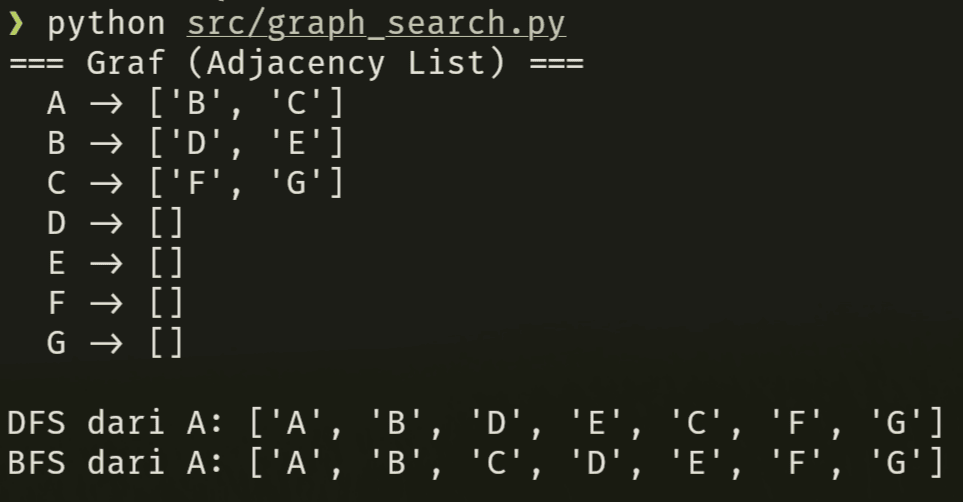 ❯ python src/graph_search.py
=== Graf (Adjacency List) ===
A → ['B', 'C']
B → ['D', 'E']
C → ['F', 'G']
D → []
E → []
F → []
G → []
DFS dari A: ['A', 'B', 'D', 'E', 'C', 'F', 'G']
BFS dari A: ['A', 'B', 'C', 'D', 'E', 'F', 'G']